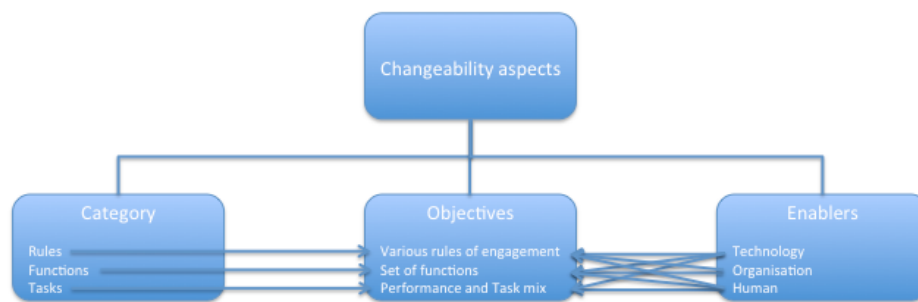 Changeability aspects
Category
Rules
Functions
Tasks
Objectives
Various rules of engagement
Set of functions
Performance and Task mix
Enablers
Technology
Organisation
Human